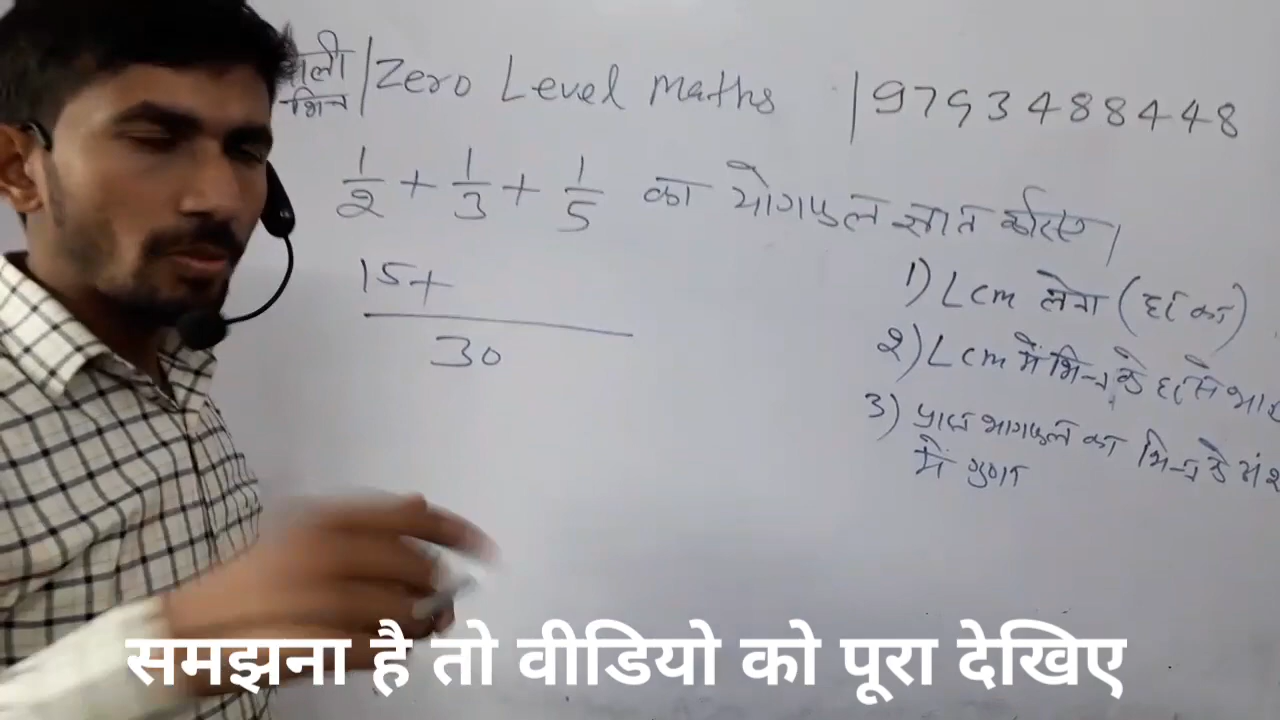 ली | Zero Level maths | 9793488448
भिन्न
1/2 + 1/3 + 1/5 का योगफल ज्ञात करिए।
15+
30
1) Lcm लेना (हर का)
2) Lcm में भिन्न के हर से भाग
3) प्राप्त भागफल का भिन्न के अंश
में गुणा
समझना है तो वीडियो को पूरा देखिए